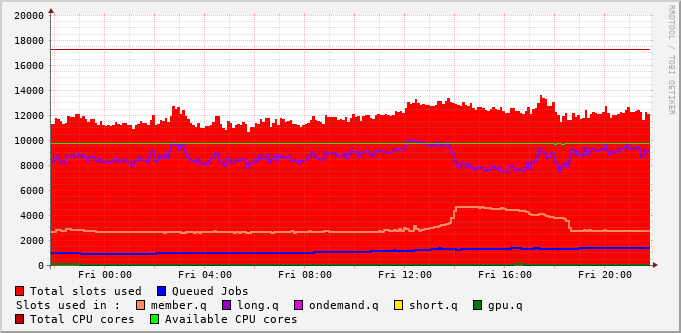 20000
18000
16000
14000
12000
10000
8000
6000
4000
2000
0
Fri 00:00 Fri 04:00 Fri 08:00 Fri 12:00 Fri 16:00 Fri 20:00
RRDTOOL / TOBI OETIKER
Total slots used Queued Jobs
Slots used in : member.q long.q ondemand.q short.q gpu.q
Total CPU cores Available CPU cores